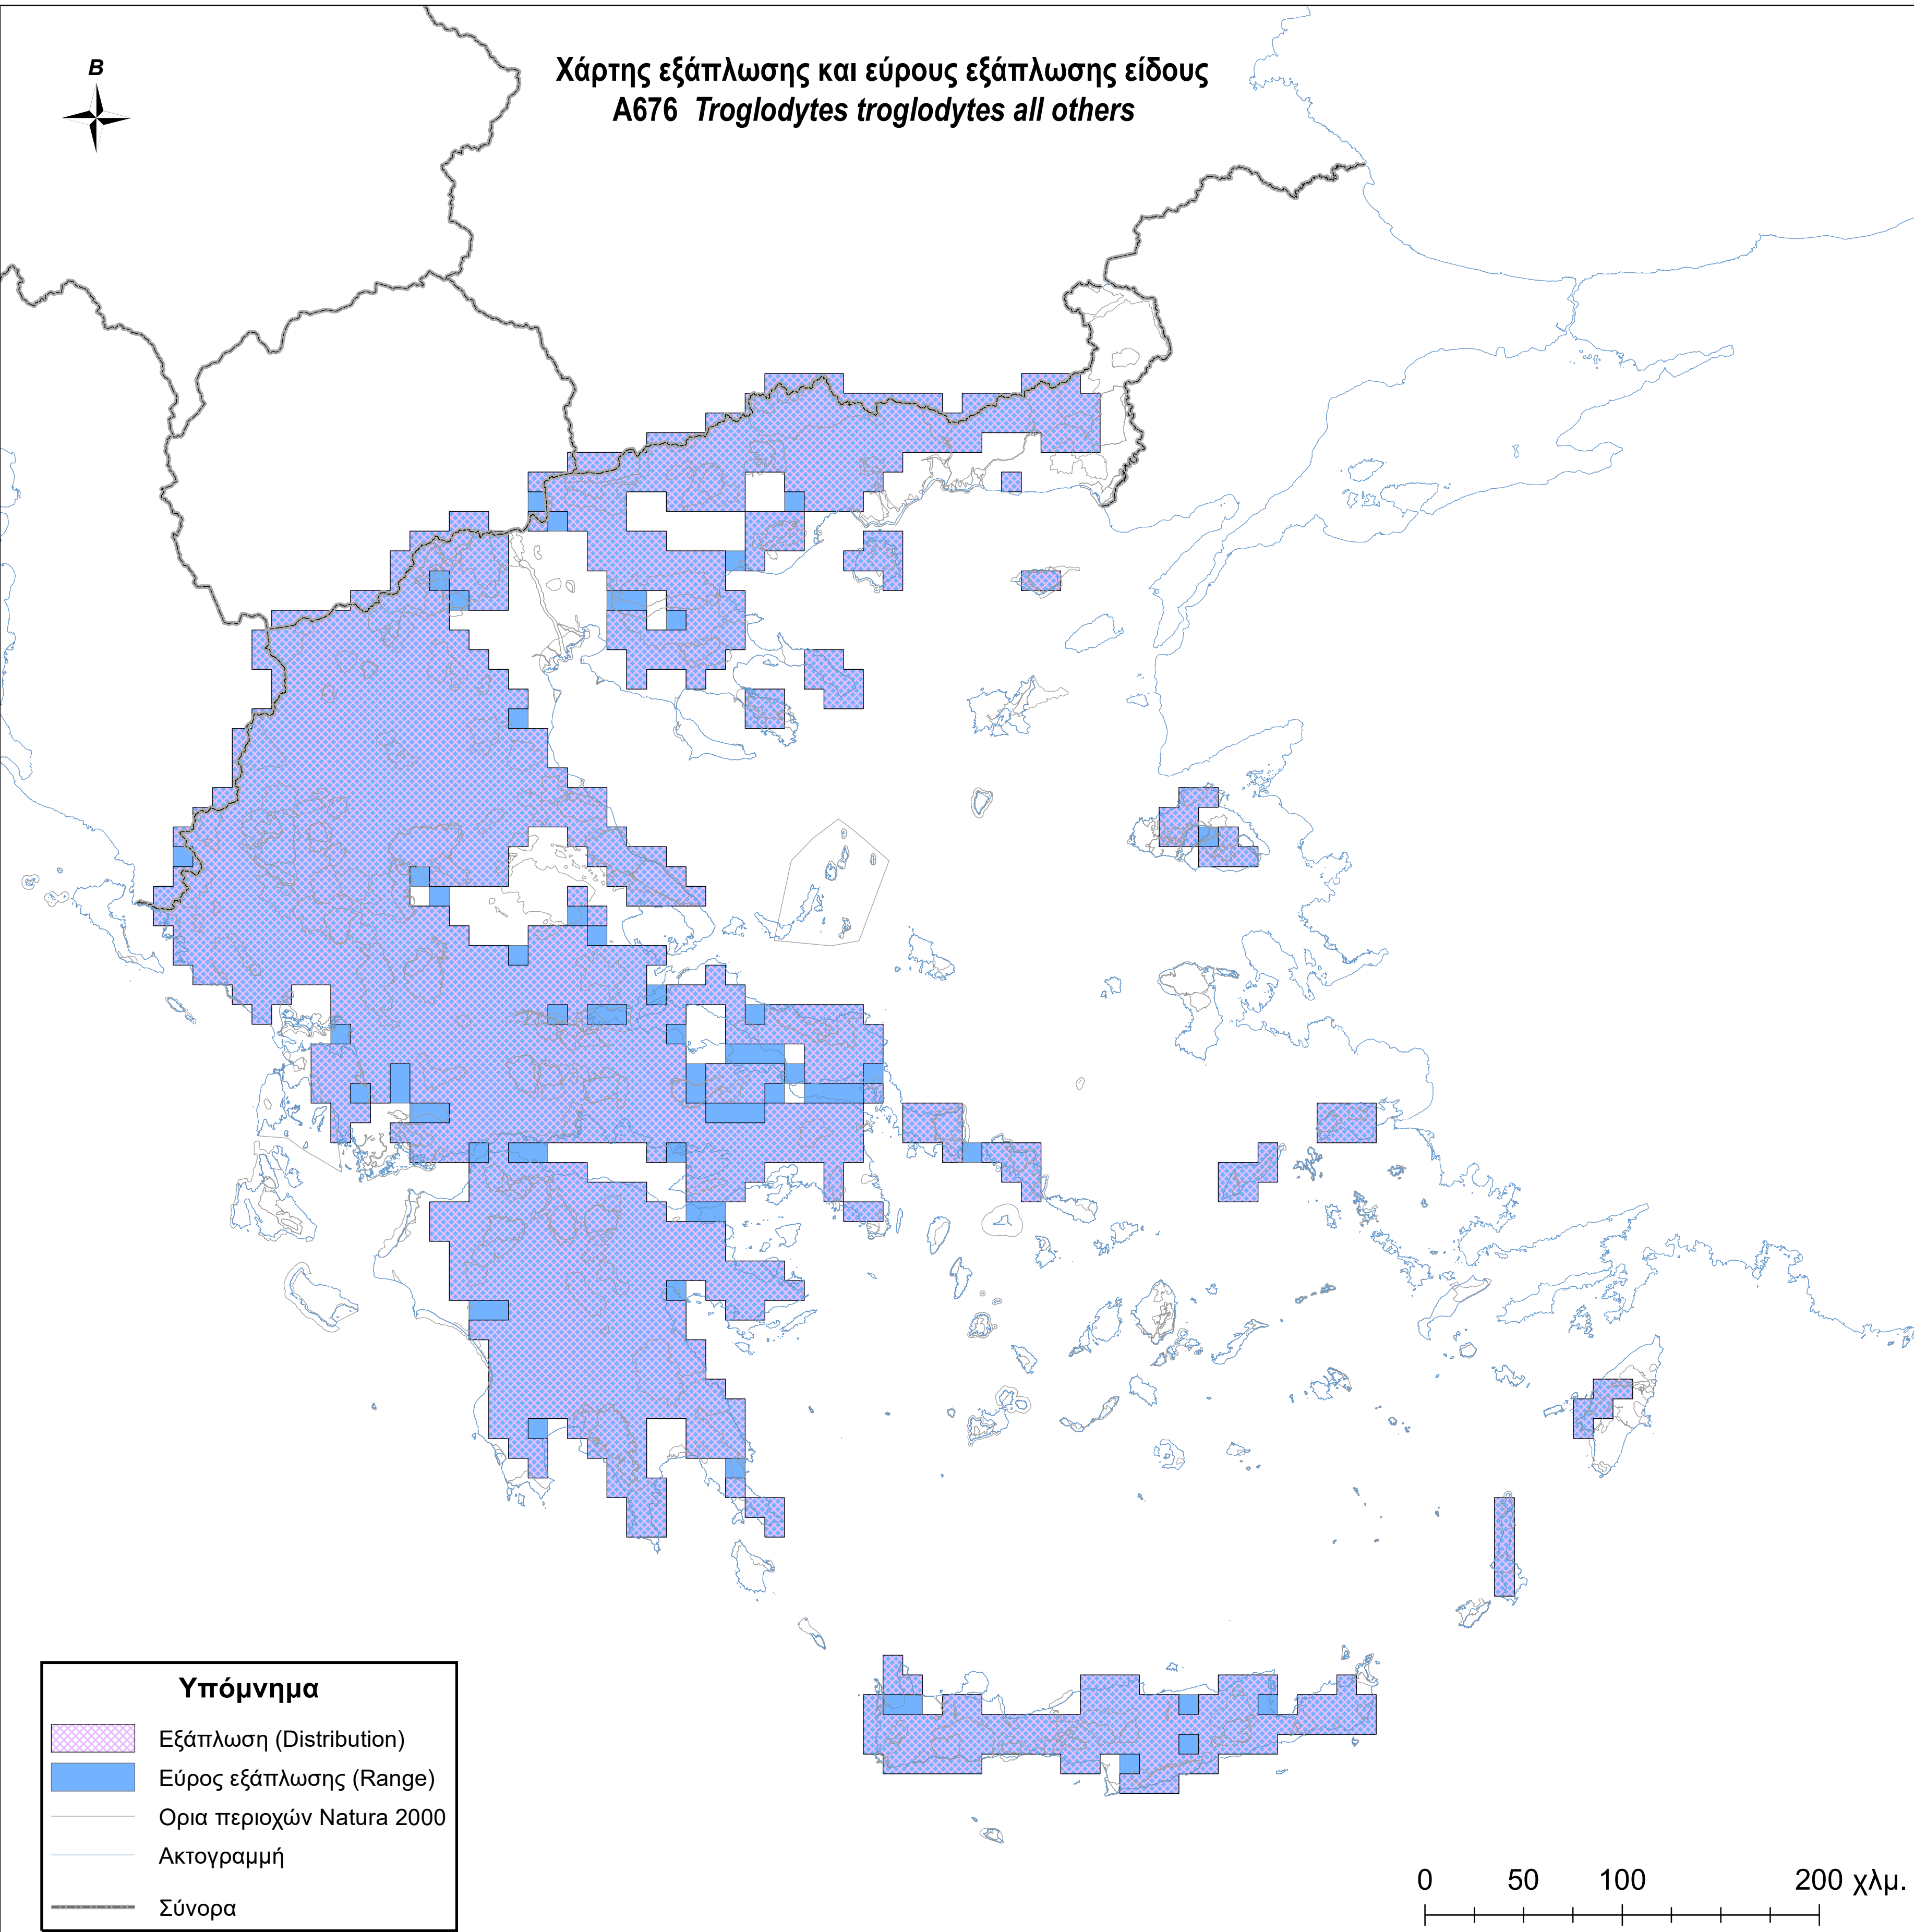 B
Χάρτης εξάπλωσης και εύρους εξάπλωσης είδους
A676 Troglodytes troglodytes all others
Υπόμνημα
Εξάπλωση (Distribution)
Εύρος εξάπλωσης (Range)
Ορια περιοχών Natura 2000
Ακτογραμμή
Σύνορα
0 50 100 200 χλμ.